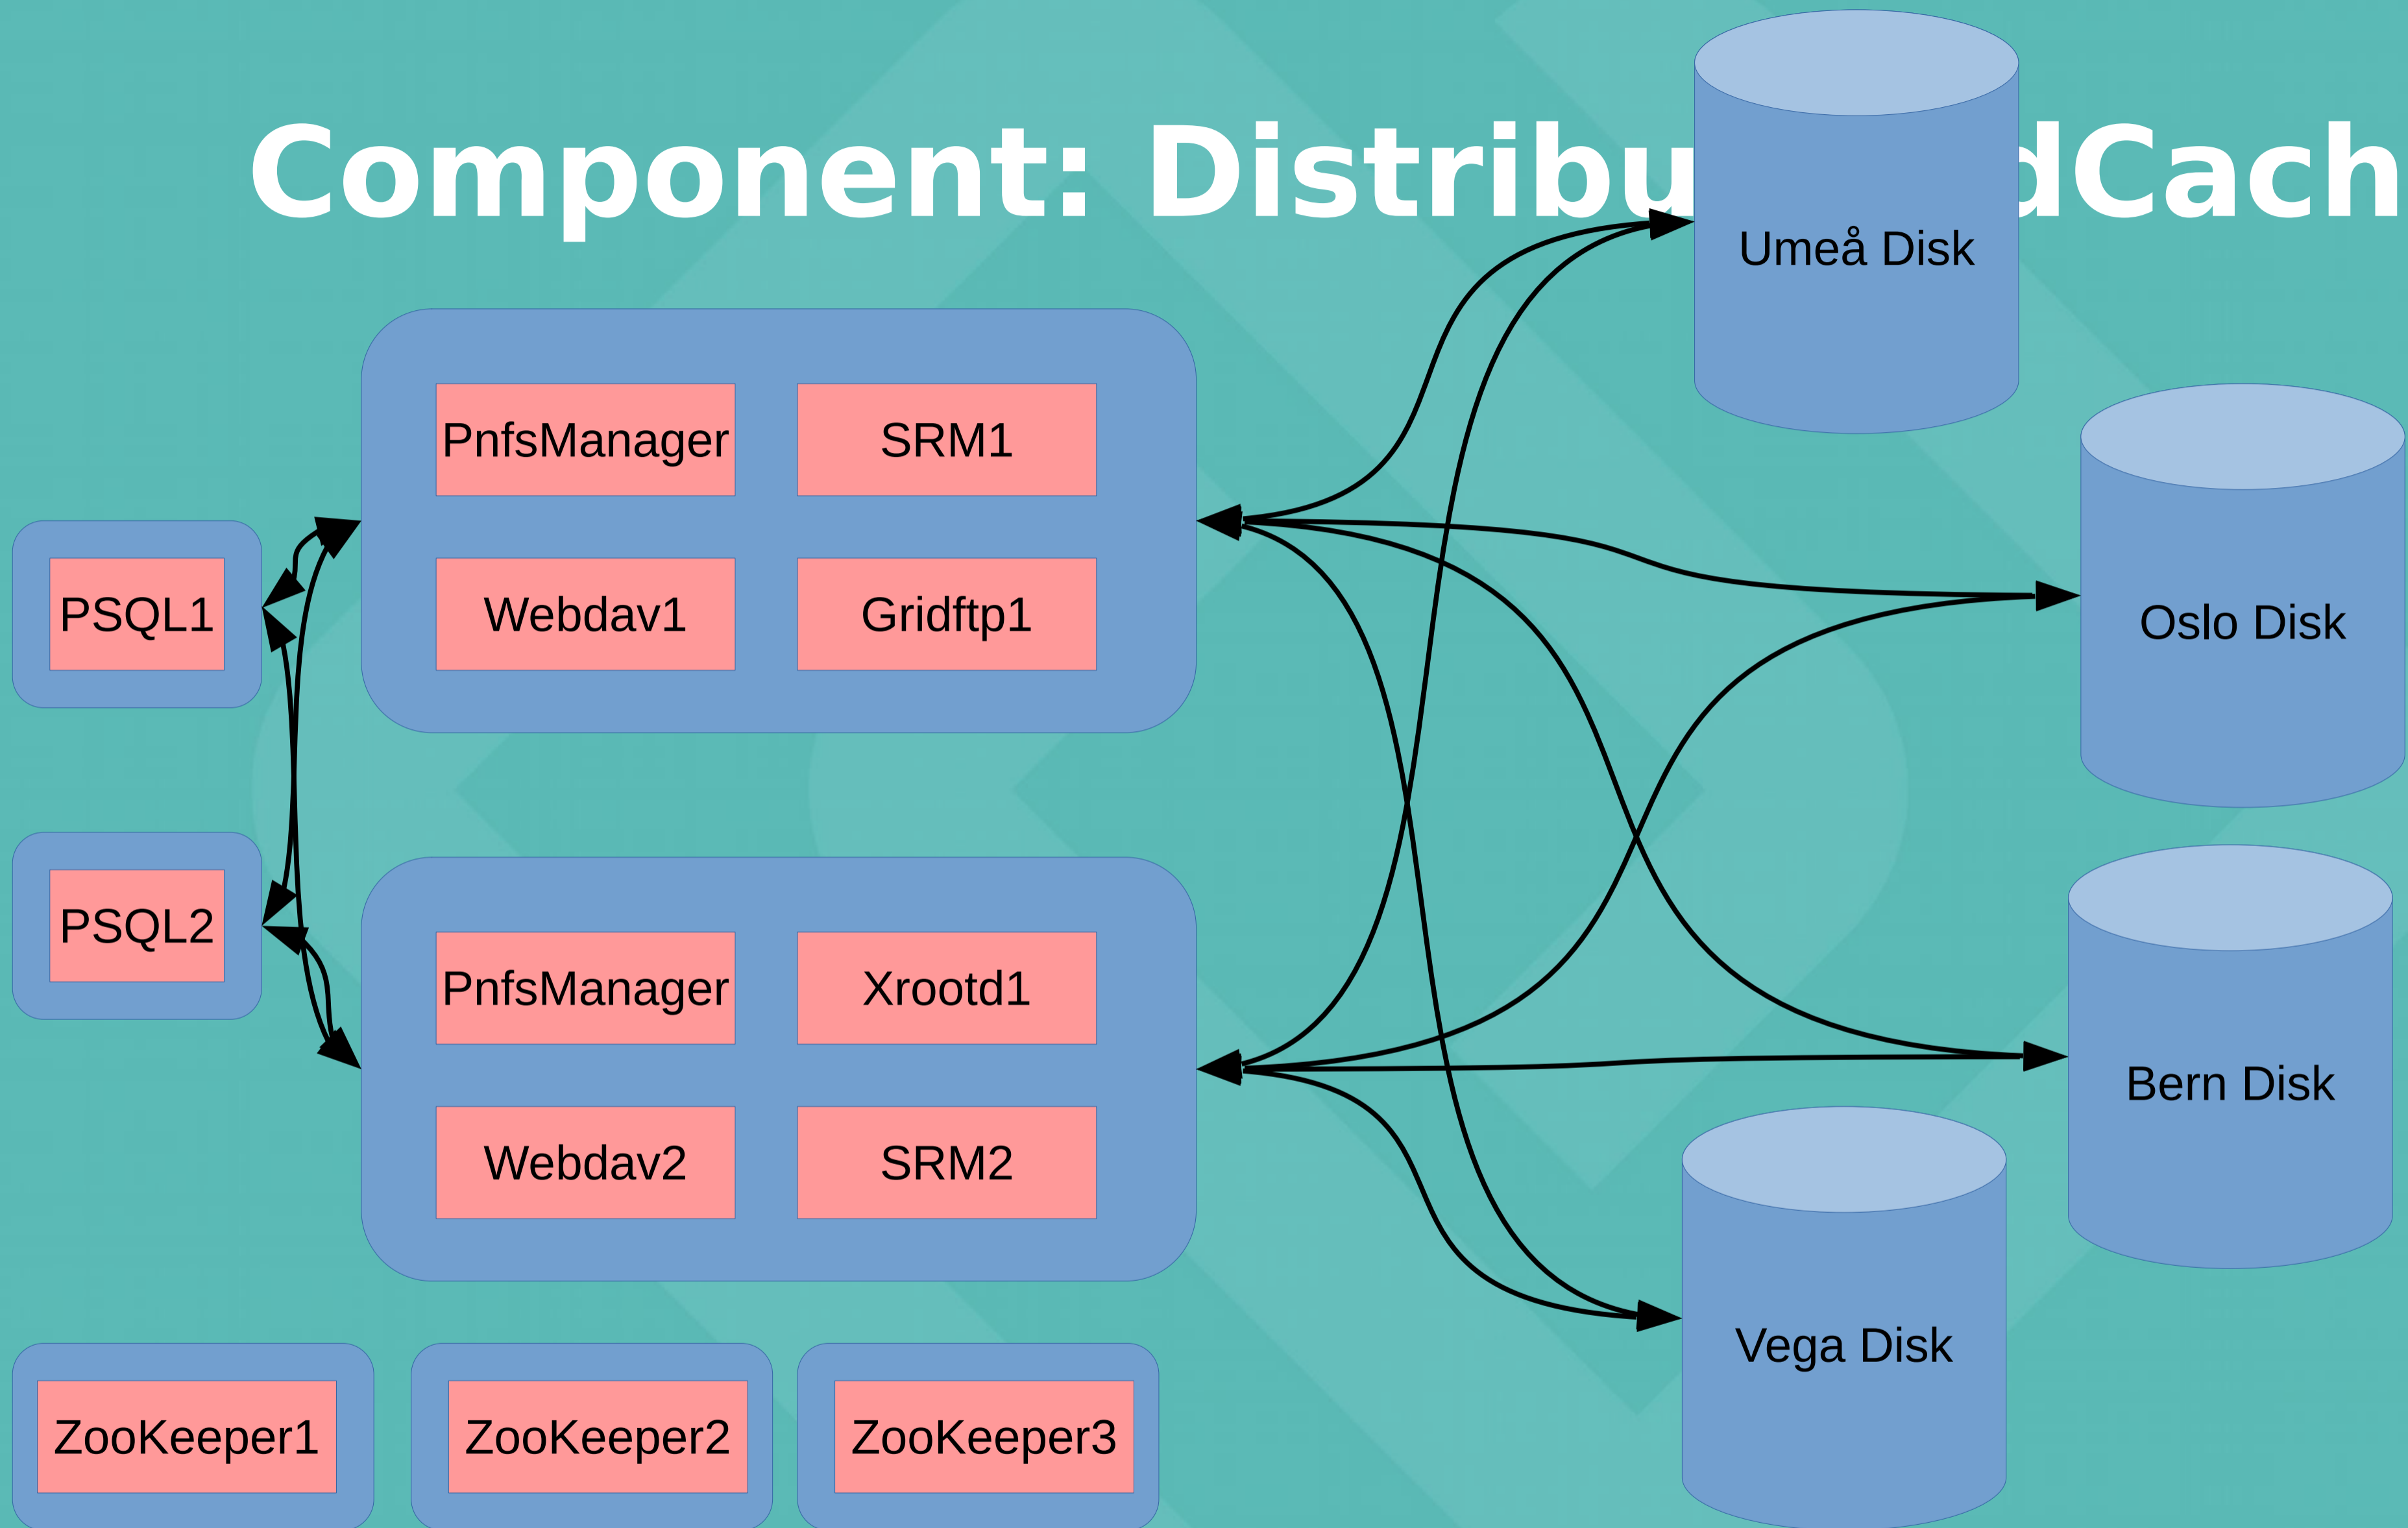 Component: Distribu dCach
Umeå Disk
PnfsManager
SRM1
Webdav1
Gridftp1
PSQL1
PSQL2
Oslo Disk
PnfsManager
Xrootd1
Webdav2
SRM2
Bern Disk
Vega Disk
ZooKeeper1
ZooKeeper2
ZooKeeper3